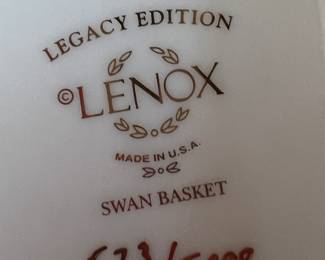 LEGACY EDITION
©LENOX
MADE IN U.S.A.
SWAN BASKET